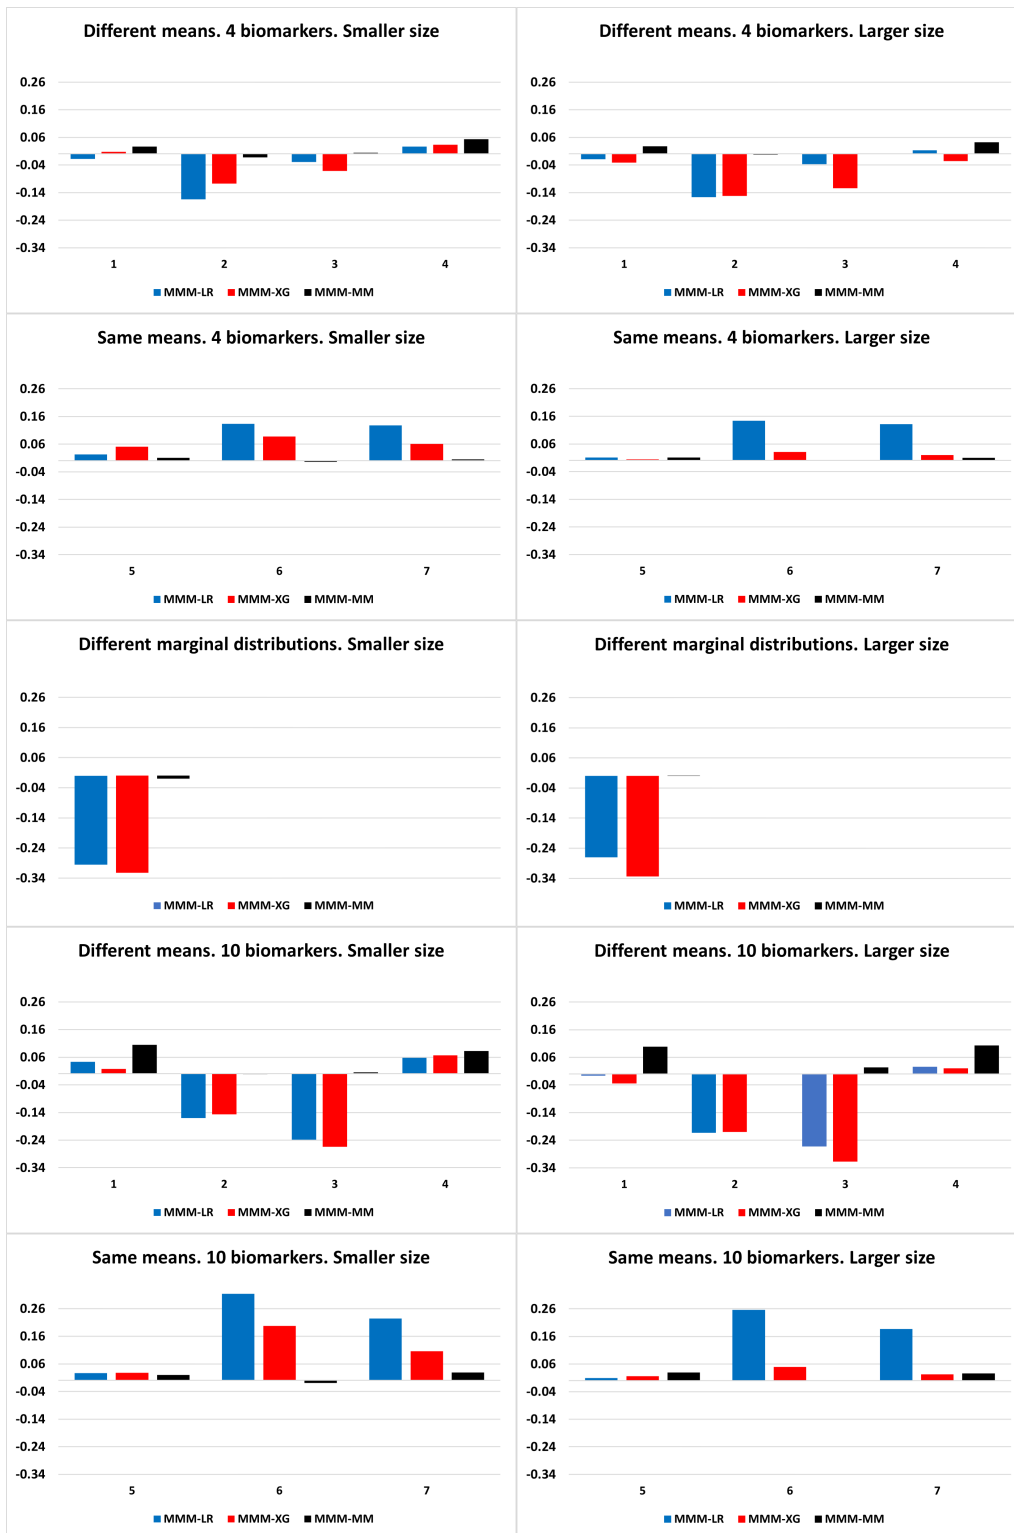 Different means. 4 biomarkers. Smaller size
0.26
0.16
0.06
-0.04
-0.14
-0.24
-0.34
1 2 3 4
MMM-LR MMM-XG MMM-MM
Different means. 4 biomarkers. Larger size
0.26
0.16
0.06
-0.04
-0.14
-0.24
-0.34
1 2 3 4
MMM-LR MMM-XG MMM-MM
Same means. 4 biomarkers. Smaller size
0.26
0.16
0.06
-0.04
-0.14
-0.24
-0.34
5 6 7
MMM-LR MMM-XG MMM-MM
Same means. 4 biomarkers. Larger size
0.26
0.16
0.06
-0.04
-0.14
-0.24
-0.34
5 6 7
MMM-LR MMM-XG MMM-MM
Different marginal distributions. Smaller size
0.26
0.16
0.06
-0.04
-0.14
-0.24
-0.34
MMM-LR MMM-XG MMM-MM
Different marginal distributions. Larger size
0.26
0.16
0.06
-0.04
-0.14
-0.24
-0.34
MMM-LR MMM-XG MMM-MM
Different means. 10 biomarkers. Smaller size
0.26
0.16
0.06
-0.04
-0.14
-0.24
-0.34
1 2 3 4
MMM-LR MMM-XG MMM-MM
Different means. 10 biomarkers. Larger size
0.26
0.16
0.06
-0.04
-0.14
-0.24
-0.34
1 2 3 4
MMM-LR MMM-XG MMM-MM
Same means. 10 biomarkers. Smaller size
0.26
0.16
0.06
-0.04
-0.14
-0.24
-0.34
5 6 7
MMM-LR MMM-XG MMM-MM
Same means. 10 biomarkers. Larger size
0.26
0.16
0.06
-0.04
-0.14
-0.24
-0.34
5 6 7
MMM-LR MMM-XG MMM-MM